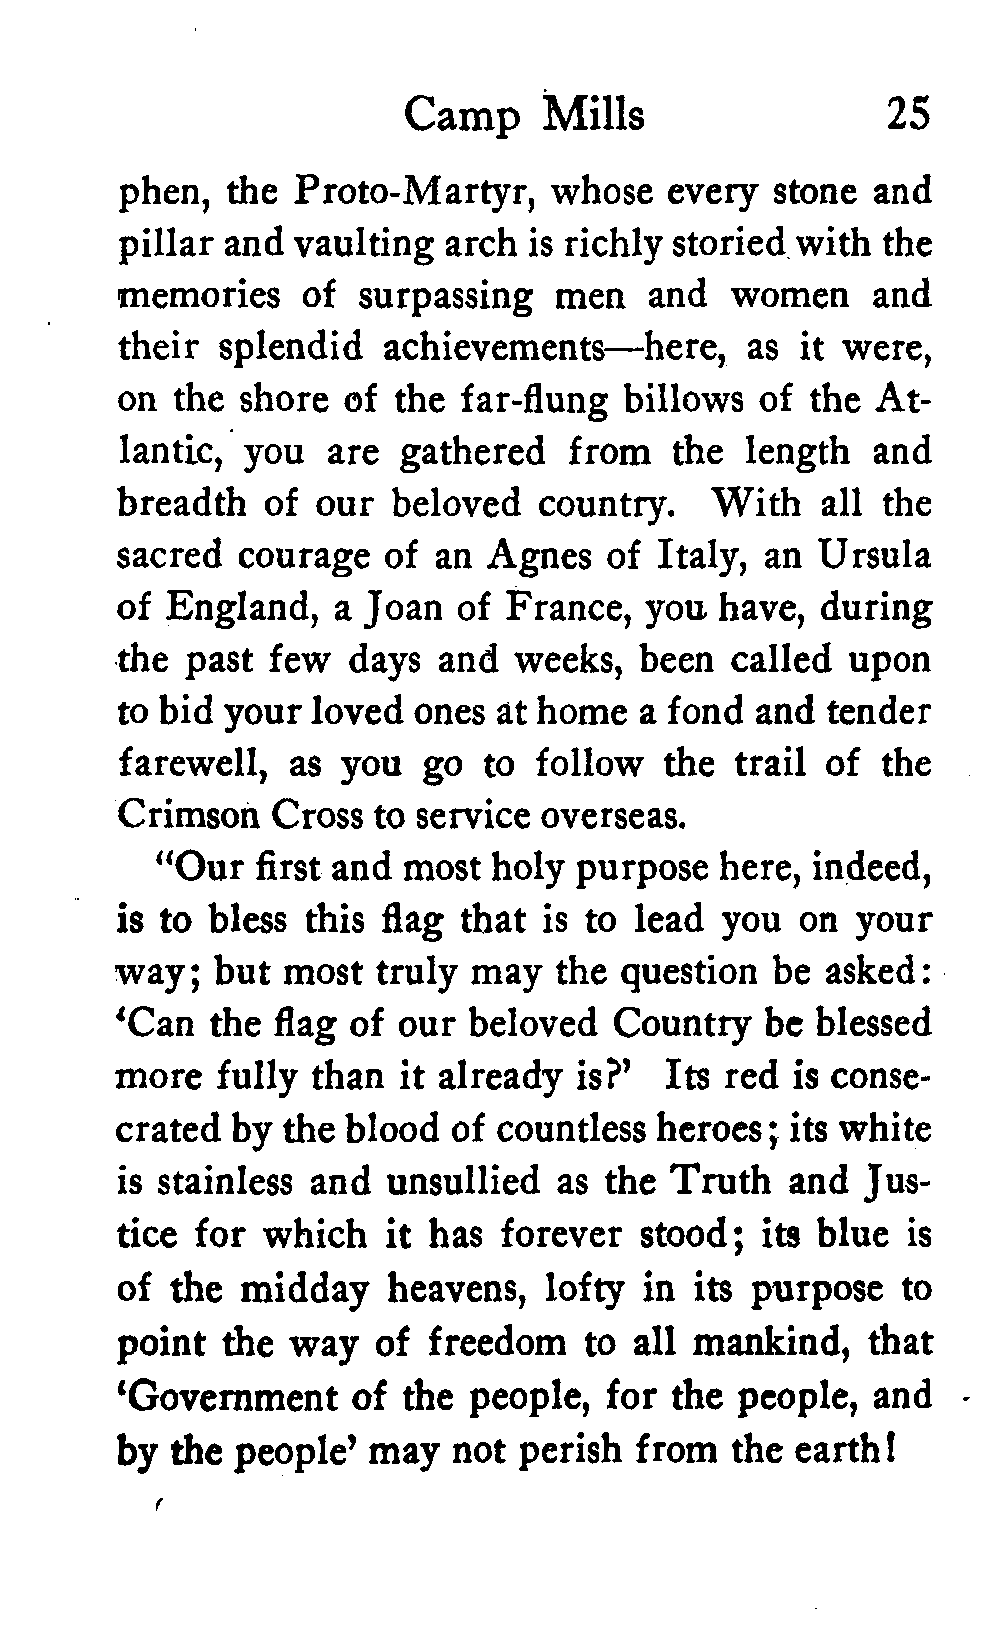 Camp Mills 25
phen, the Proto-Martyr, whose every stone and
pillar and vaulting arch is richly storied with the
memories of surpassing men and women and
their splendid achievements—here, as it were,
on the shore of the far-flung billows of the At-
lantic, you are gathered from the length and
breadth of our beloved country. With all the
sacred courage of an Agnes of Italy, an Ursula
of England, a Joan of France, you have, during
the past few days and weeks, been called upon
to bid your loved ones at home a fond and tender
farewell, as you go to follow the trail of the
Crimson Cross to service overseas.
"Our first and most holy purpose here, indeed,
is to bless this flag that is to lead you on your
way; but most truly may the question be asked:
'Can the flag of our beloved Country be blessed
more fully than it already is?' Its red is conse-
crated by the blood of countless heroes; its white
is stainless and unsullied as the Truth and Jus-
tice for which it has forever stood; its blue is
of the midday heavens, lofty in its purpose to
point the way of freedom to all mankind, that
'Government of the people, for the people, and
by the people' may not perish from the earth!